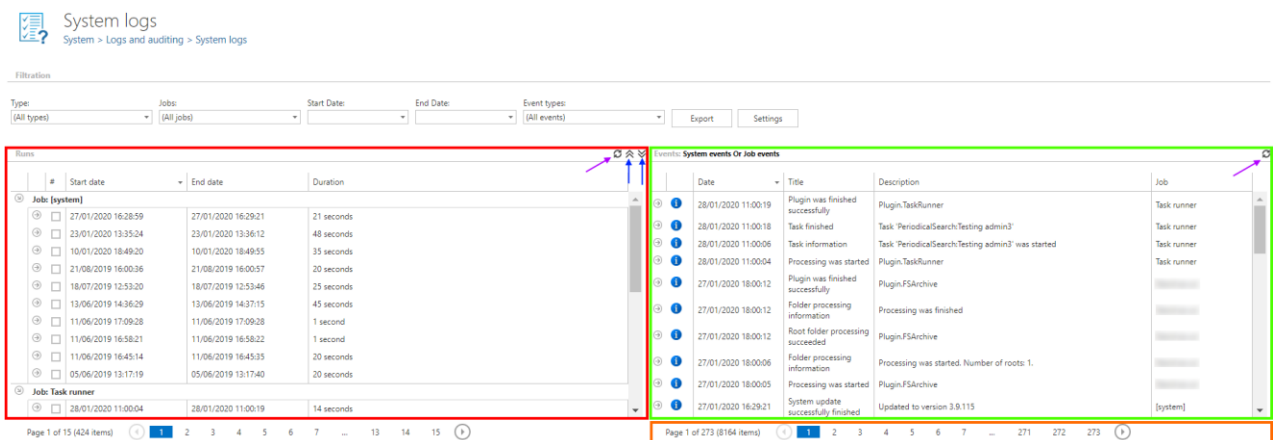 System logs
System > Logs and auditing > System logs
Filtration
Type: Jobs: Start Date: End Date: Event types:
(All types) (All jobs) (All events) Export Settings
Runs
# Start date End date Duration
Job: [system]
27/01/2020 16:28:59 27/01/2020 16:29:21 21 seconds
23/01/2020 13:35:24 23/01/2020 13:36:12 48 seconds
10/01/2020 18:49:20 10/01/2020 18:49:55 35 seconds
21/08/2019 16:00:36 21/08/2019 16:00:57 20 seconds
18/07/2019 12:53:20 18/07/2019 12:53:46 25 seconds
13/06/2019 14:36:29 13/06/2019 14:37:15 45 seconds
11/06/2019 17:09:28 11/06/2019 17:09:28 1 second
11/06/2019 16:58:21 11/06/2019 16:58:22 1 second
11/06/2019 16:45:14 11/06/2019 16:45:35 20 seconds
05/06/2019 13:17:19 05/06/2019 13:17:40 20 seconds
Job: Task runner
28/01/2020 11:00:04 28/01/2020 11:00:19 14 seconds
Page 1 of 15 (424 items) 1 2 3 4 5 6 7 ... 13 14 15
Events: System events Or Job events
Date Title Description Job
28/01/2020 11:00:19 Plugin was finished successfully Plugin.TaskRunner Task runner
28/01/2020 11:00:18 Task finished Task 'PeriodicalSearch:Testing admin3' Task runner
28/01/2020 11:00:06 Task information Task 'PeriodicalSearch:Testing admin3' was started Task runner
28/01/2020 11:00:04 Processing was started Plugin.TaskRunner Task runner
27/01/2020 18:00:12 Plugin was finished successfully Plugin.FSArchive
27/01/2020 18:00:12 Folder processing information Processing was finished
27/01/2020 18:00:12 Root folder processing succeeded Plugin.FSArchive
27/01/2020 18:00:06 Folder processing information Processing was started. Number of roots: 1.
27/01/2020 18:00:05 Processing was started Plugin.FSArchive
27/01/2020 16:29:21 System update successfully finished Updated to version 3.9.115 [system]
Page 1 of 273 (8164 items) 1 2 3 4 5 6 7 ... 271 272 273